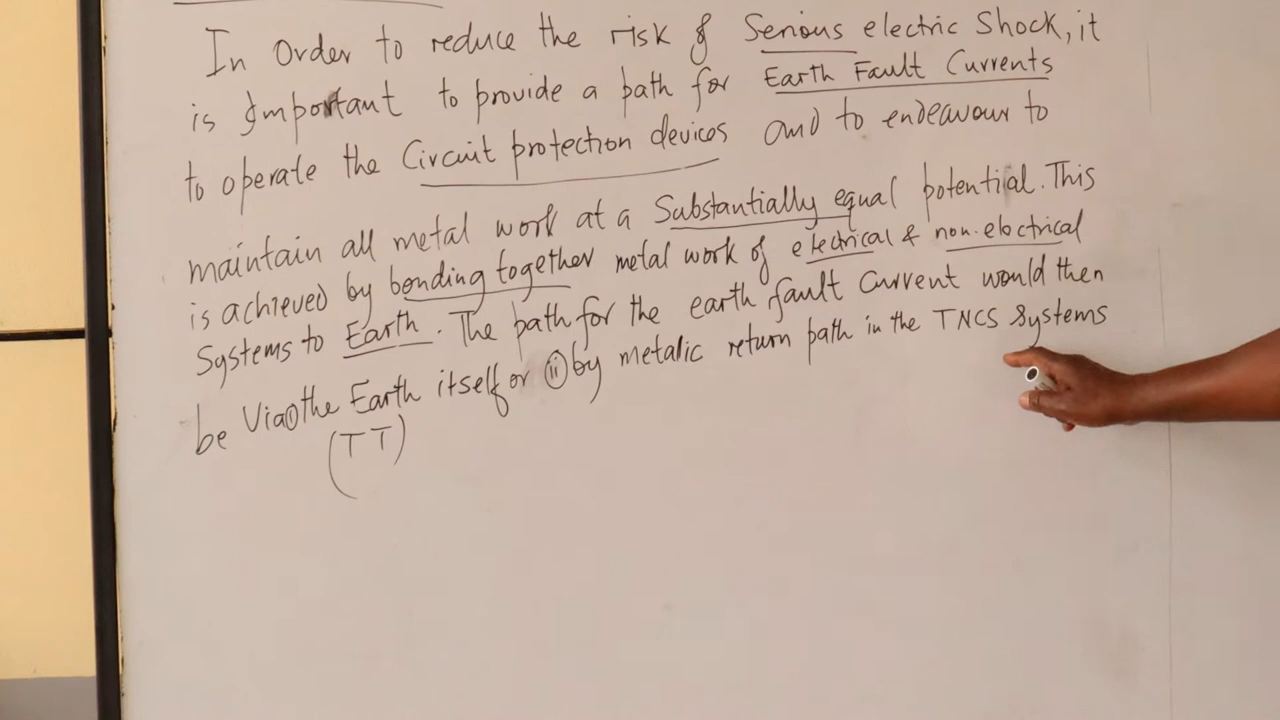 In Order to reduce the risk of Serious electric Shock, it
is Important to provide a path for Earth Fault Currents
to operate the Circuit protection devices and to endeavour to
maintain all metal work at a Substantially equal potential. This
is achieved by bonding together metal work of electrical & non-electrical
Systems to Earth. The path for the earth fault Current would then
be Via (i) the Earth itself or (ii) by metalic return path in the TNCS Systems
(TT)